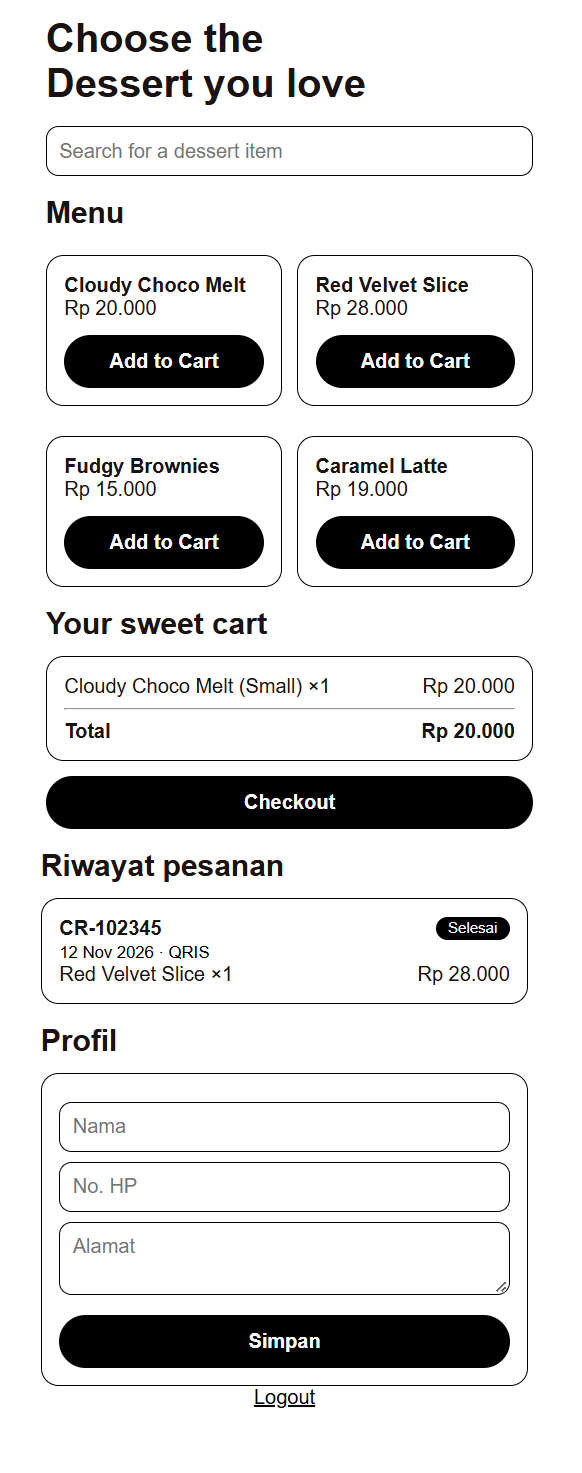 Choose the
Dessert you love
Search for a dessert item
Menu
Cloudy Choco Melt
Rp 20.000
Add to Cart
Red Velvet Slice
Rp 28.000
Add to Cart
Fudgy Brownies
Rp 15.000
Add to Cart
Caramel Latte
Rp 19.000
Add to Cart
Your sweet cart
Cloudy Choco Melt (Small) ×1 Rp 20.000
Total Rp 20.000
Checkout
Riwayat pesanan
CR-102345 Selesai
12 Nov 2026 · QRIS
Red Velvet Slice ×1 Rp 28.000
Profil
Nama
No. HP
Alamat
Simpan
Logout